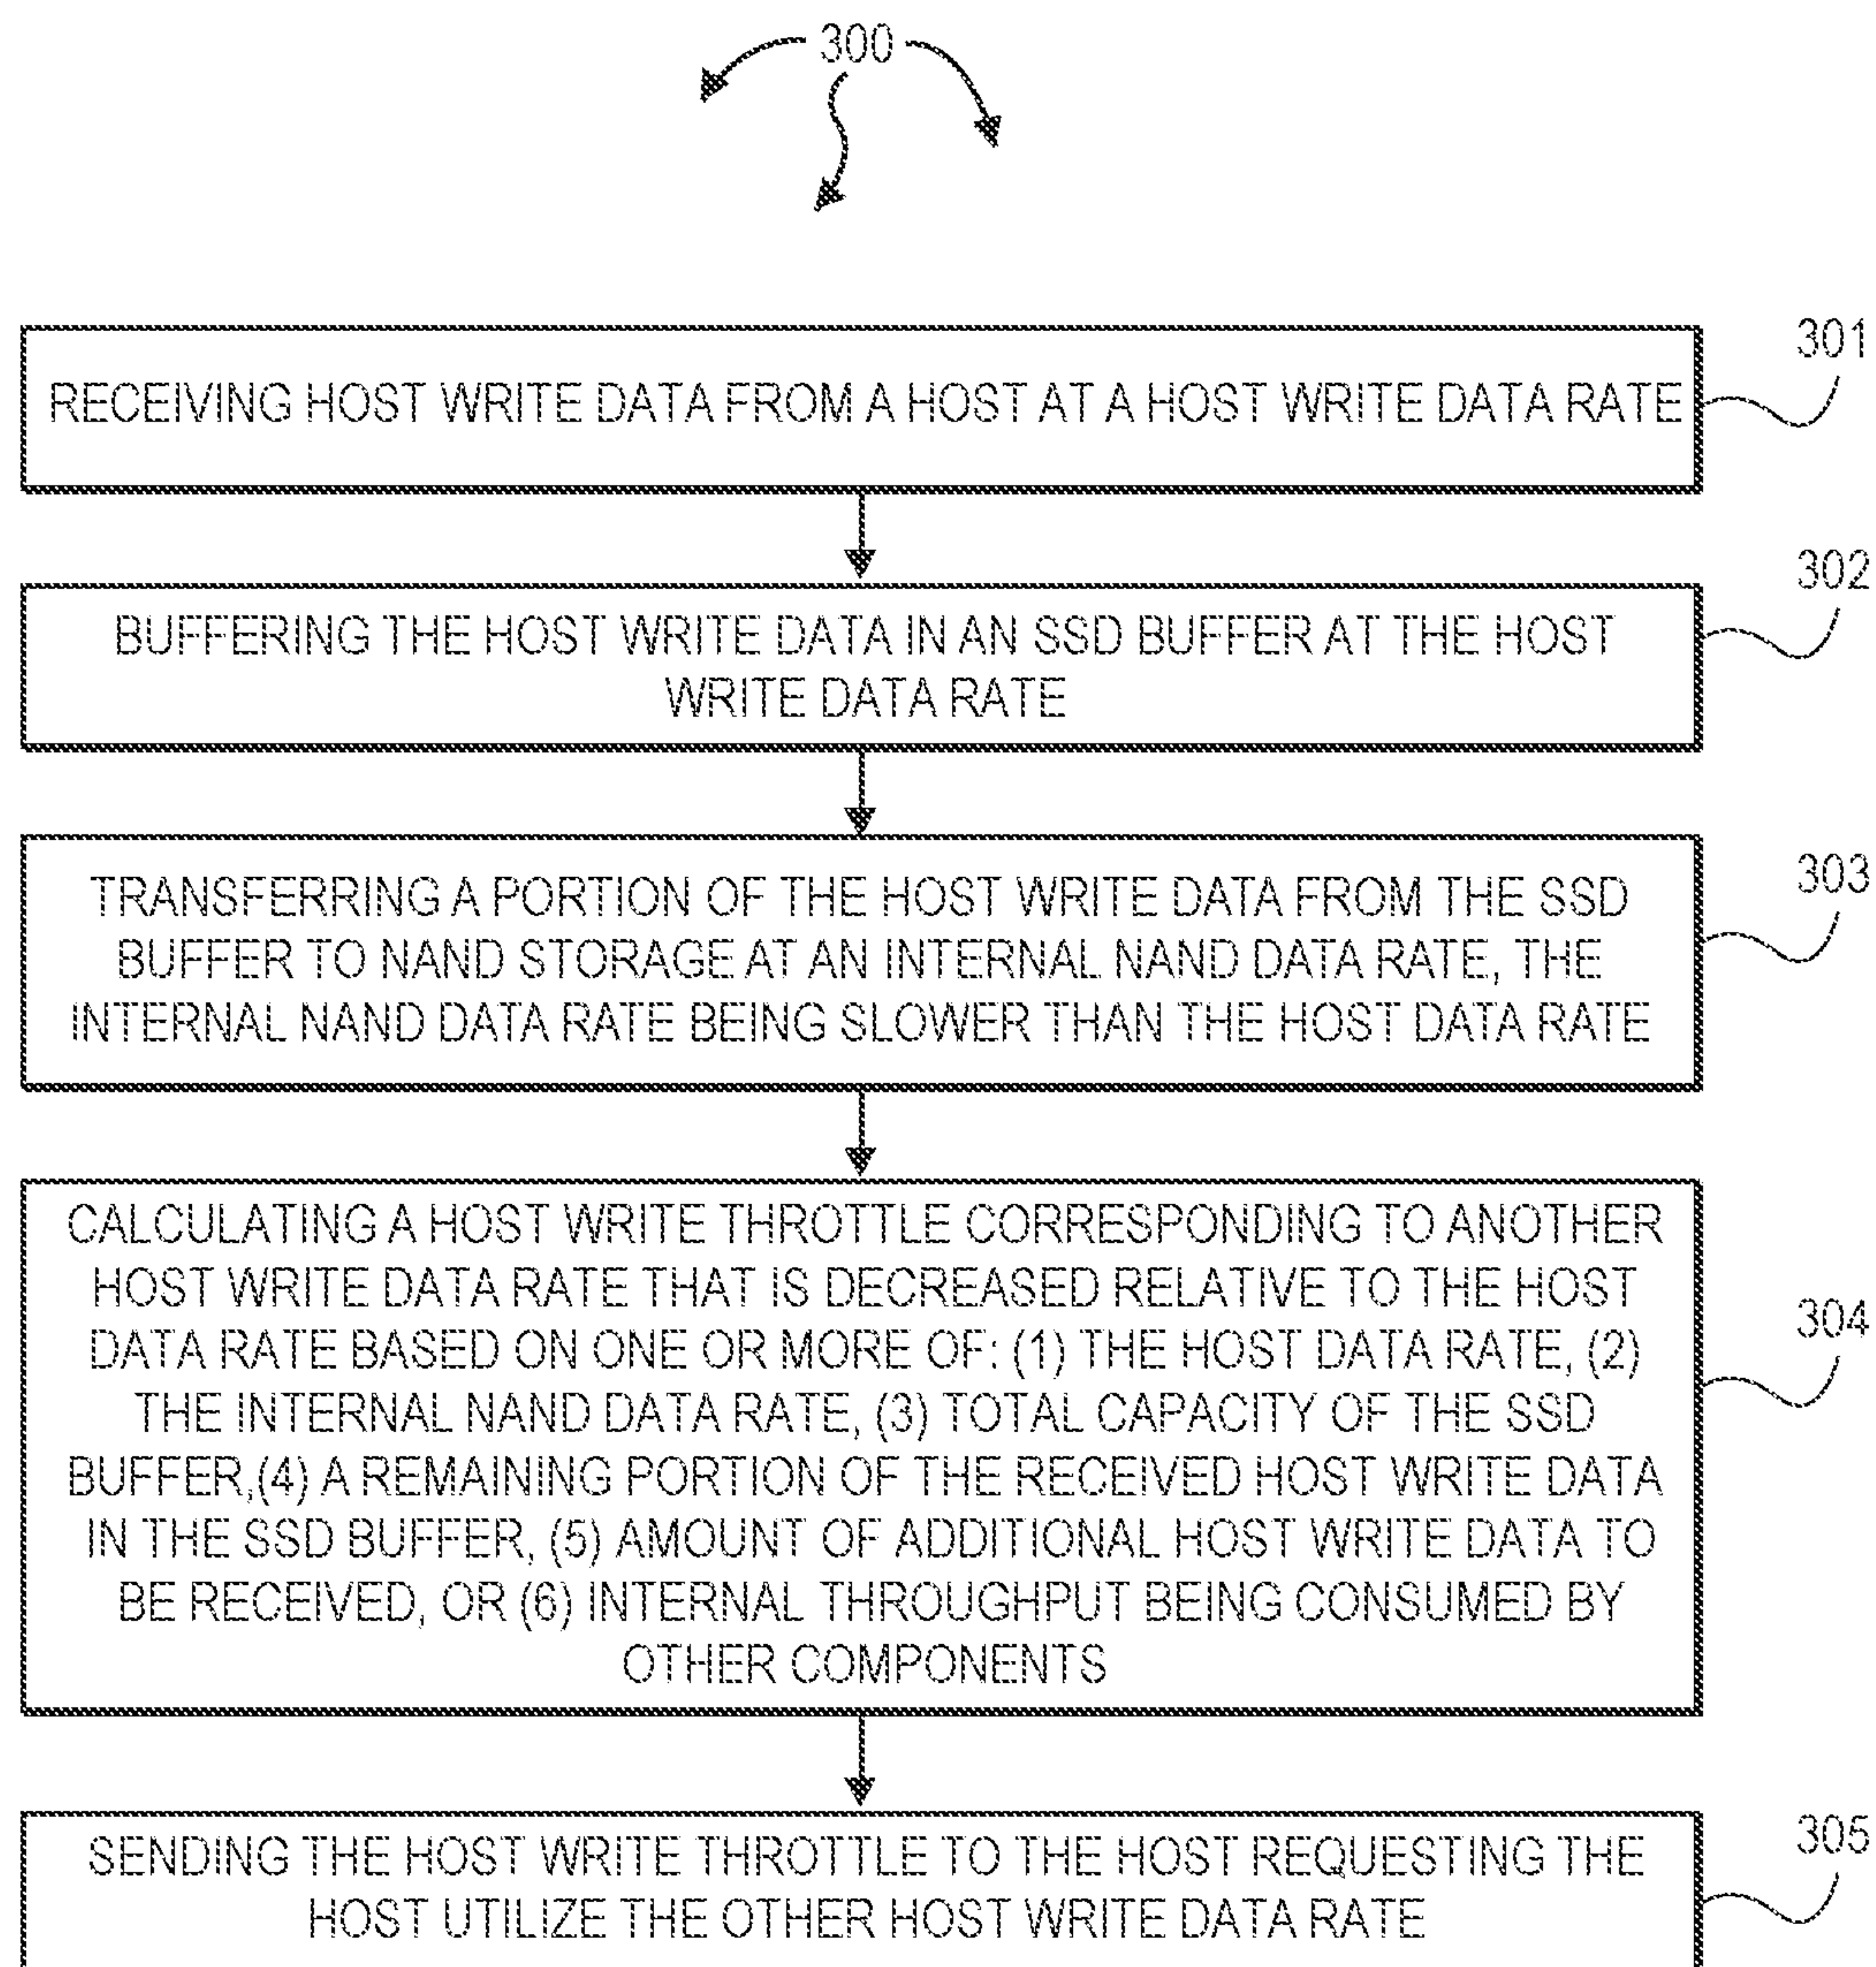 300
301
RECEIVING HOST WRITE DATA FROM A HOST AT A HOST WRITE DATA RATE
302
BUFFERING THE HOST WRITE DATA IN AN SSD BUFFER AT THE HOST
WRITE DATA RATE
303
TRANSFERRING A PORTION OF THE HOST WRITE DATA FROM THE SSD
BUFFER TO NAND STORAGE AT AN INTERNAL NAND DATA RATE, THE
INTERNAL NAND DATA RATE BEING SLOWER THAN THE HOST DATA RATE
CALCULATING A HOST WRITE THROTTLE CORRESPONDING TO ANOTHER
HOST WRITE DATA RATE THAT IS DECREASED RELATIVE TO THE HOST
304
DATA RATE BASED ON ONE OR MORE OF: (1) THE HOST DATA RATE, (2)
THE INTERNAL NAND DATA RATE, (3) TOTAL CAPACITY OF THE SSD
BUFFER,(4) A REMAINING PORTION OF THE RECEIVED HOST WRITE DATA
IN THE SSD BUFFER, (5) AMOUNT OF ADDITIONAL HOST WRITE DATA TO
BE RECEIVED, OR (6) INTERNAL THROUGHPUT BEING CONSUMED BY
OTHER COMPONENTS
305
SENDING THE HOST WRITE THROTTLE TO THE HOST REQUESTING THE
HOST UTILIZE THE OTHER HOST WRITE DATA RATE